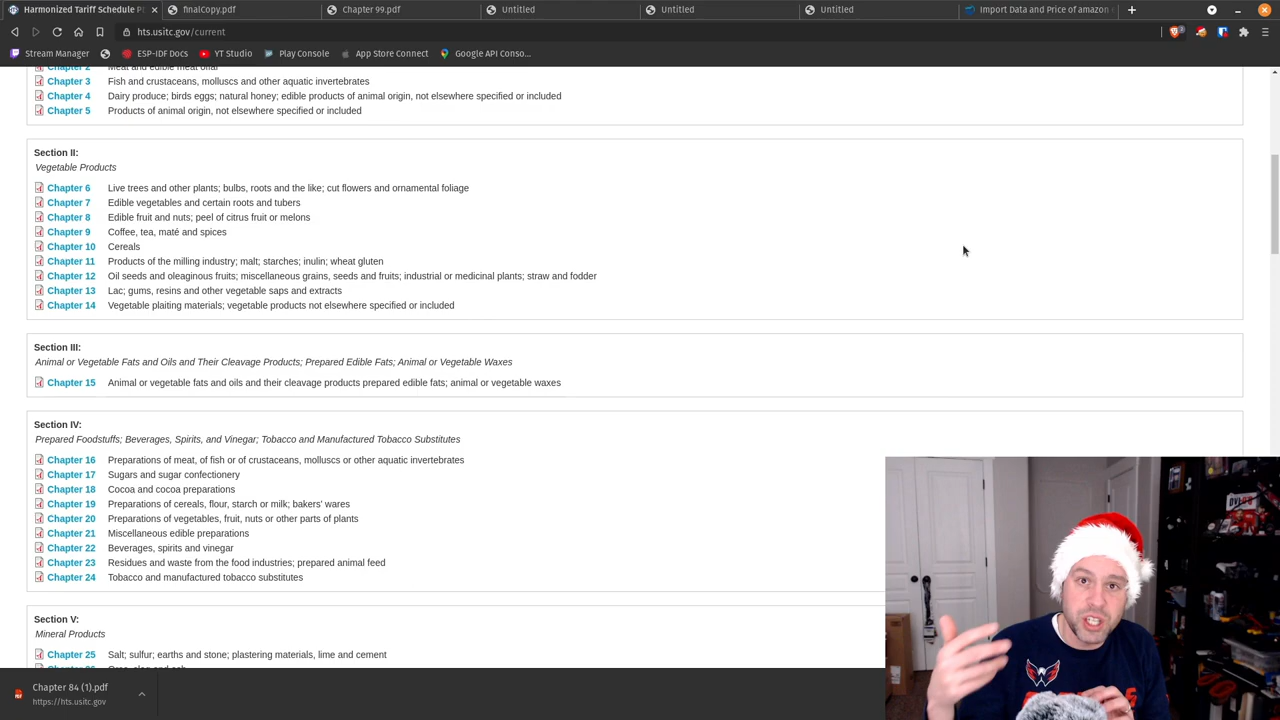 Harmonized Tariff Schedule P
finalCopy.pdf
Chapter 99.pdf
Untitled
Untitled
Untitled
Import Data and Price of amazon
hts.usitc.gov/current
Stream Manager
ESP-IDF Docs
YT Studio
Play Console
App Store Connect
Google API Conso...
Chapter 2 Meat and edible meat offal
Chapter 3 Fish and crustaceans, molluscs and other aquatic invertebrates
Chapter 4 Dairy produce; birds eggs; natural honey; edible products of animal origin, not elsewhere specified or included
Chapter 5 Products of animal origin, not elsewhere specified or included
Section II:
Vegetable Products
Chapter 6 Live trees and other plants; bulbs, roots and the like; cut flowers and ornamental foliage
Chapter 7 Edible vegetables and certain roots and tubers
Chapter 8 Edible fruit and nuts; peel of citrus fruit or melons
Chapter 9 Coffee, tea, maté and spices
Chapter 10 Cereals
Chapter 11 Products of the milling industry; malt; starches; inulin; wheat gluten
Chapter 12 Oil seeds and oleaginous fruits; miscellaneous grains, seeds and fruits; industrial or medicinal plants; straw and fodder
Chapter 13 Lac; gums, resins and other vegetable saps and extracts
Chapter 14 Vegetable plaiting materials; vegetable products not elsewhere specified or included
Section III:
Animal or Vegetable Fats and Oils and Their Cleavage Products; Prepared Edible Fats; Animal or Vegetable Waxes
Chapter 15 Animal or vegetable fats and oils and their cleavage products prepared edible fats; animal or vegetable waxes
Section IV:
Prepared Foodstuffs; Beverages, Spirits, and Vinegar; Tobacco and Manufactured Tobacco Substitutes
Chapter 16 Preparations of meat, of fish or of crustaceans, molluscs or other aquatic invertebrates
Chapter 17 Sugars and sugar confectionery
Chapter 18 Cocoa and cocoa preparations
Chapter 19 Preparations of cereals, flour, starch or milk; bakers' wares
Chapter 20 Preparations of vegetables, fruit, nuts or other parts of plants
Chapter 21 Miscellaneous edible preparations
Chapter 22 Beverages, spirits and vinegar
Chapter 23 Residues and waste from the food industries; prepared animal feed
Chapter 24 Tobacco and manufactured tobacco substitutes
Section V:
Mineral Products
Chapter 25 Salt; sulfur; earths and stone; plastering materials, lime and cement
Chapter 84 (1).pdf
https://hts.usitc.gov